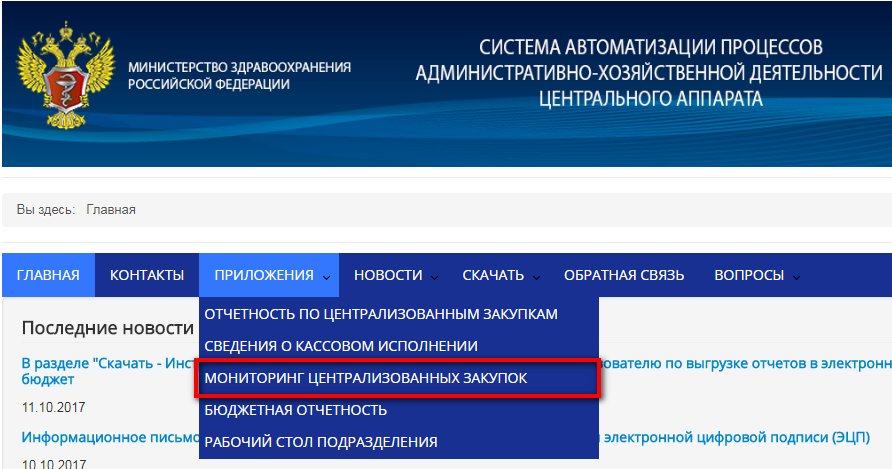 МИНИСТЕРСТВО ЗДРАВООХРАНЕНИЯ
РОССИЙСКОЙ ФЕДЕРАЦИИ
СИСТЕМА АВТОМАТИЗАЦИИ ПРОЦЕССОВ
АДМИНИСТРАТИВНО-ХОЗЯЙСТВЕННОЙ ДЕЯТЕЛЬНОСТИ
ЦЕНТРАЛЬНОГО АППАРАТА
Вы здесь: Главная
ГЛАВНАЯ КОНТАКТЫ ПРИЛОЖЕНИЯ НОВОСТИ СКАЧАТЬ ОБРАТНАЯ СВЯЗЬ ВОПРОСЫ
ОТЧЕТНОСТЬ ПО ЦЕНТРАЛИЗОВАННЫМ ЗАКУПКАМ
СВЕДЕНИЯ О КАССОВОМ ИСПОЛНЕНИИ
МОНИТОРИНГ ЦЕНТРАЛИЗОВАННЫХ ЗАКУПОК
БЮДЖЕТНАЯ ОТЧЕТНОСТЬ
РАБОЧИЙ СТОЛ ПОДРАЗДЕЛЕНИЯ
Последние новости
В разделе "Скачать - Инст зователю по выгрузке отчетов в электронн
бюджет
11.10.2017
Информационное письмо и электронной цифровой подписи (ЭЦП)
10.10.2017